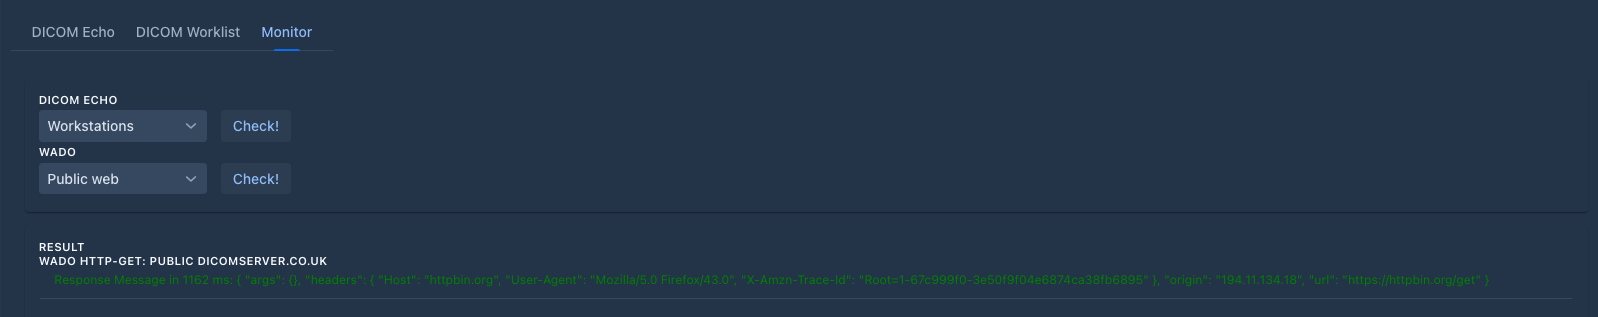 DICOM Echo DICOM Worklist Monitor
DICOM ECHO
Workstations Check!
WADO
Public web Check!
RESULT
WADO HTTP-GET: PUBLIC DICOMSERVER.CO.UK
Response Message in 1162 ms: { "args": {}, "headers": { "Host": "httpbin.org", "User-Agent": "Mozilla/5.0 Firefox/43.0", "X-Amzn-Trace-Id": "Root=1-67c999f0-3e50f9f04e6874ca38fb6895" }, "origin": "194.11.134.18", "url": "https://httpbin.org/get" }